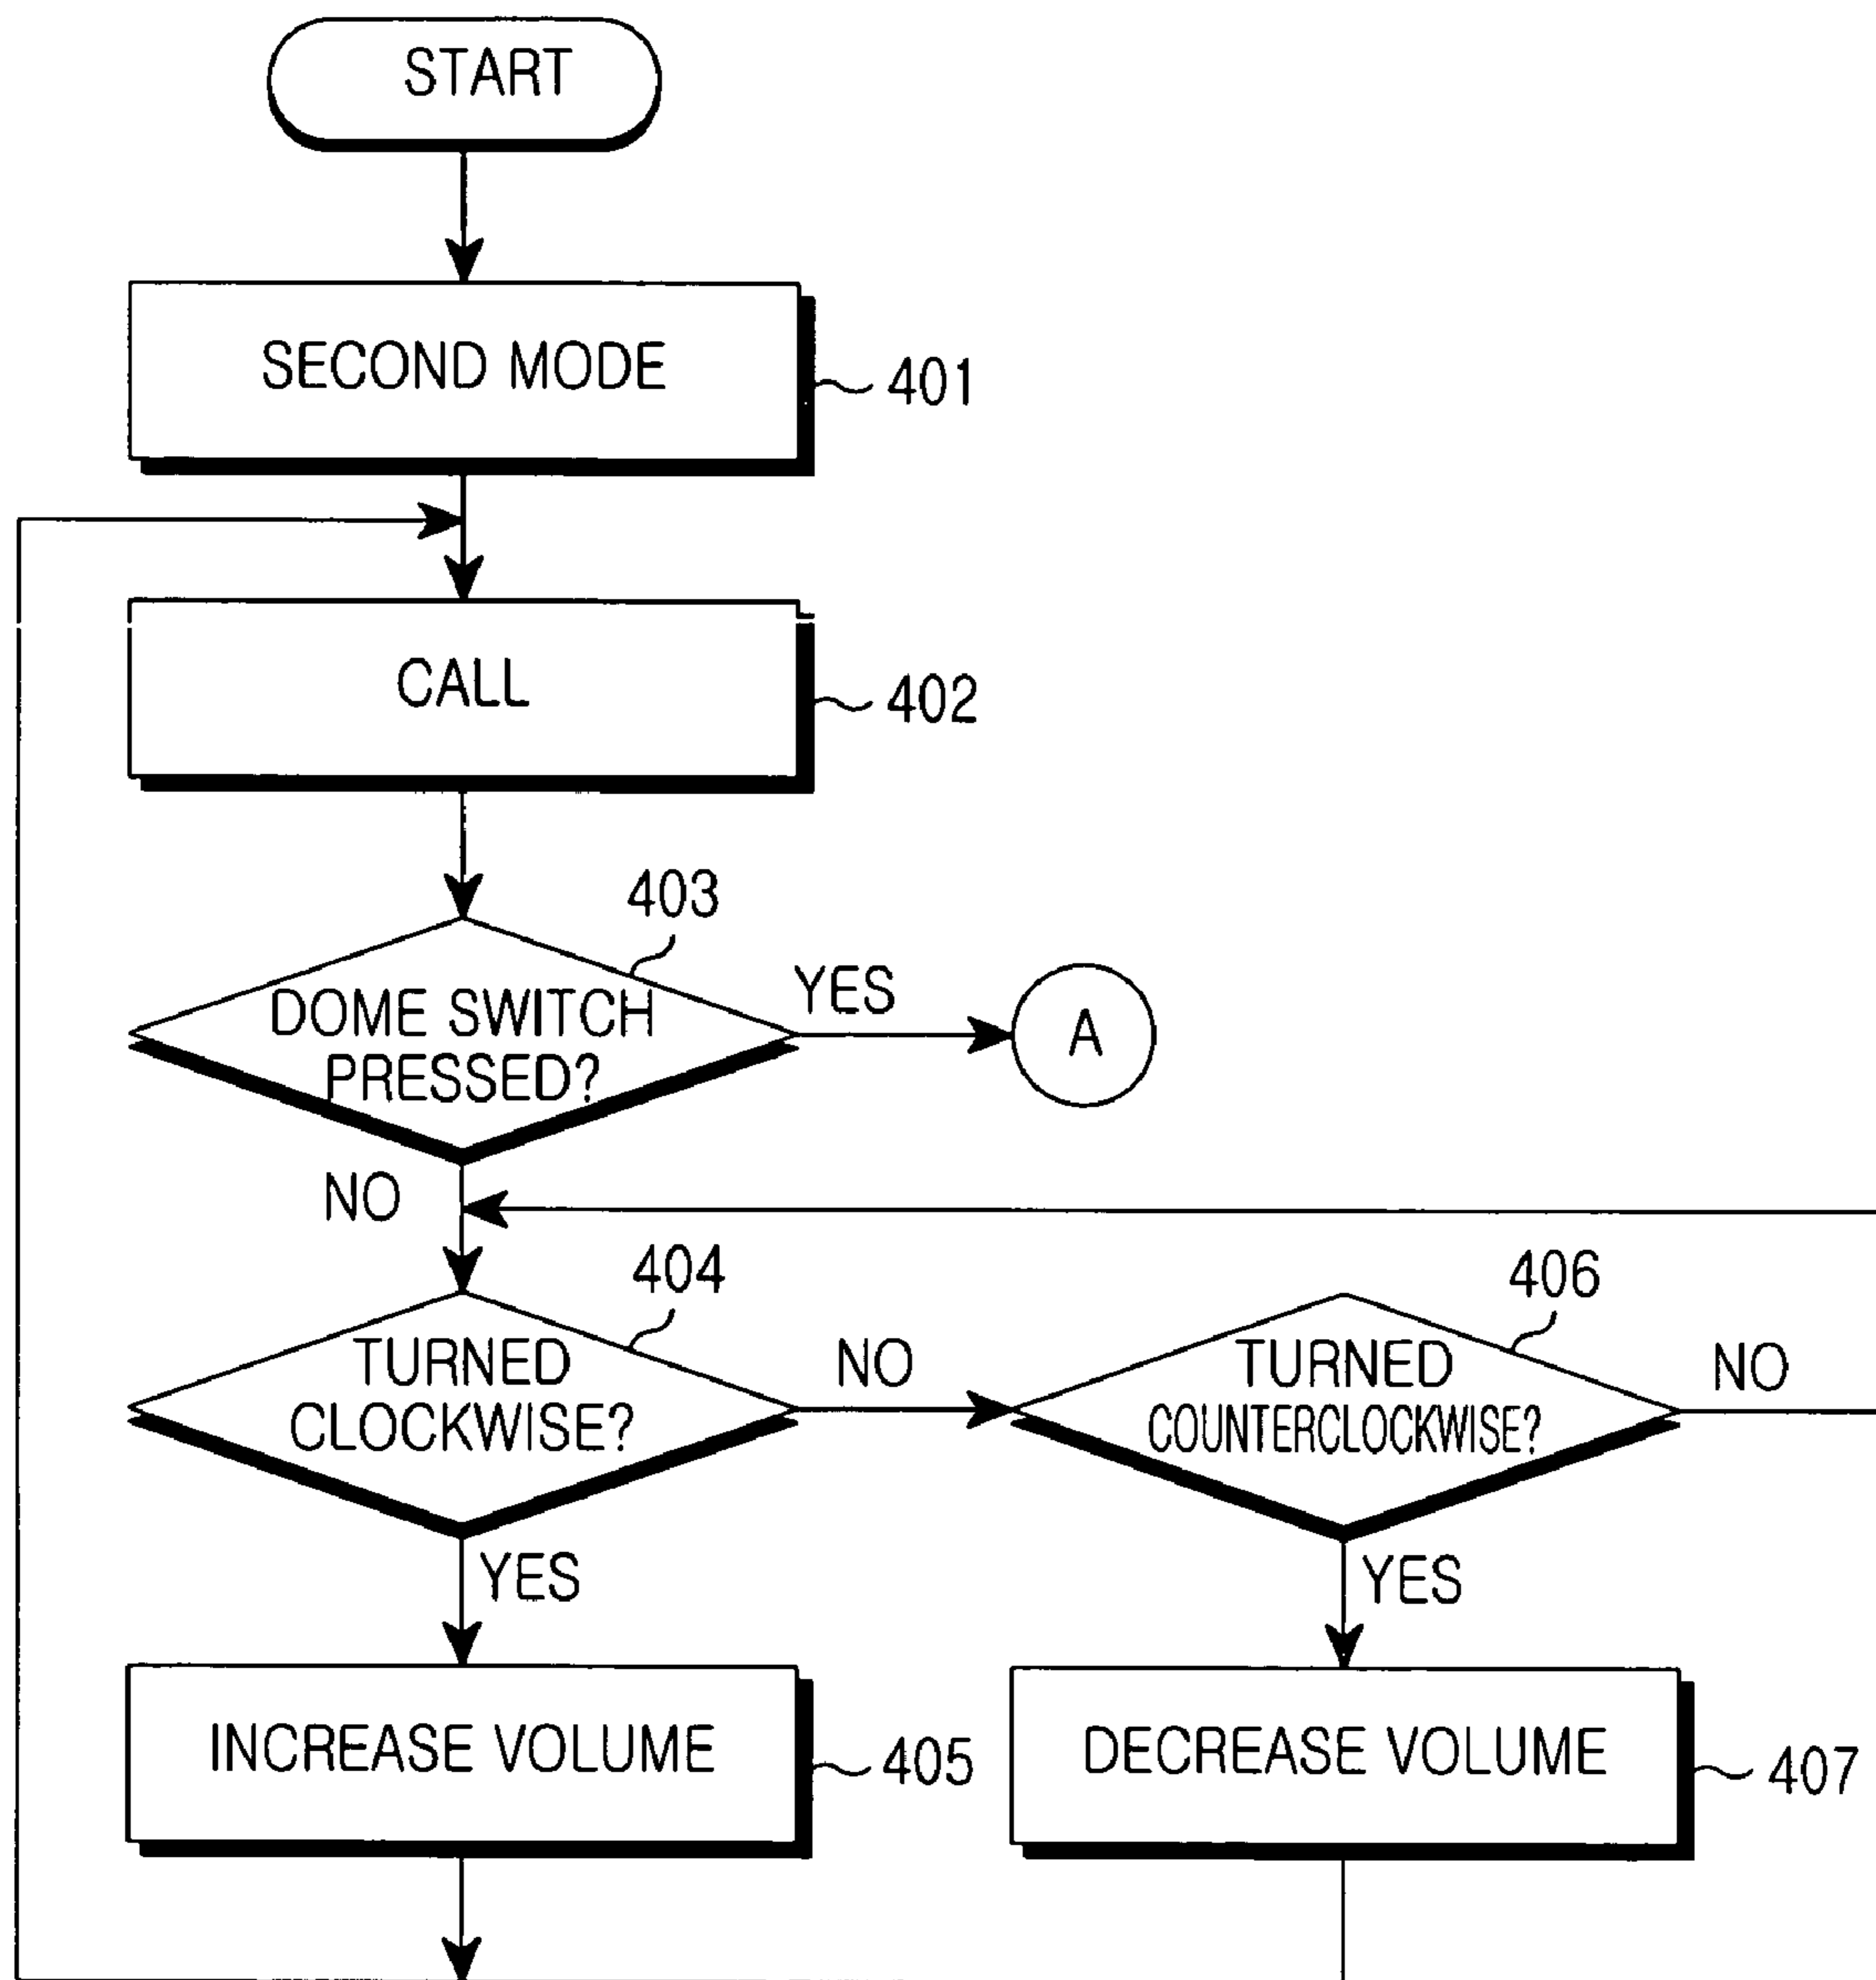 START
SECOND MODE
401
CALL
402
403
DOME SWITCH
PRESSED?
YES
A
NO
404
TURNED
CLOCKWISE?
NO
406
TURNED
COUNTERCLOCKWISE?
NO
YES
YES
INCREASE VOLUME
405
DECREASE VOLUME
407